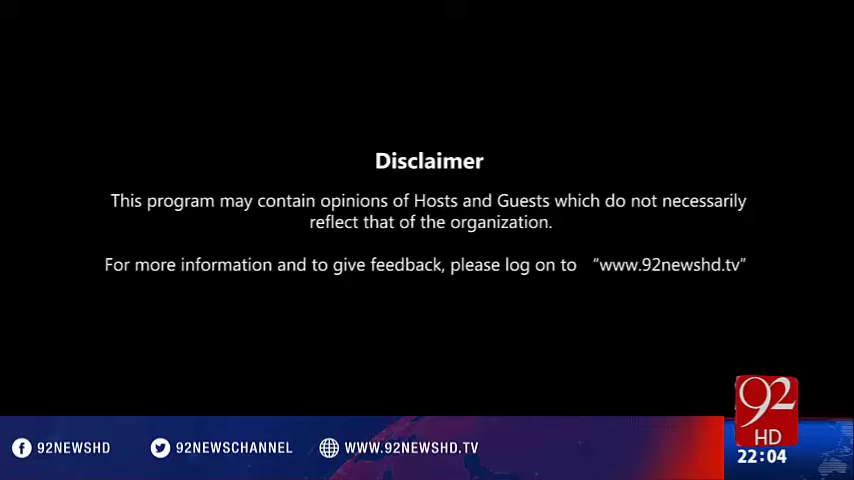 Disclaimer
This program may contain opinions of Hosts and Guests which do not necessarily
reflect that of the organization.
For more information and to give feedback, please log on to “www.92newshd.tv”
92
HD
92NEWSHD 92NEWSCHANNEL WWW.92NEWSHD.TV
22:04